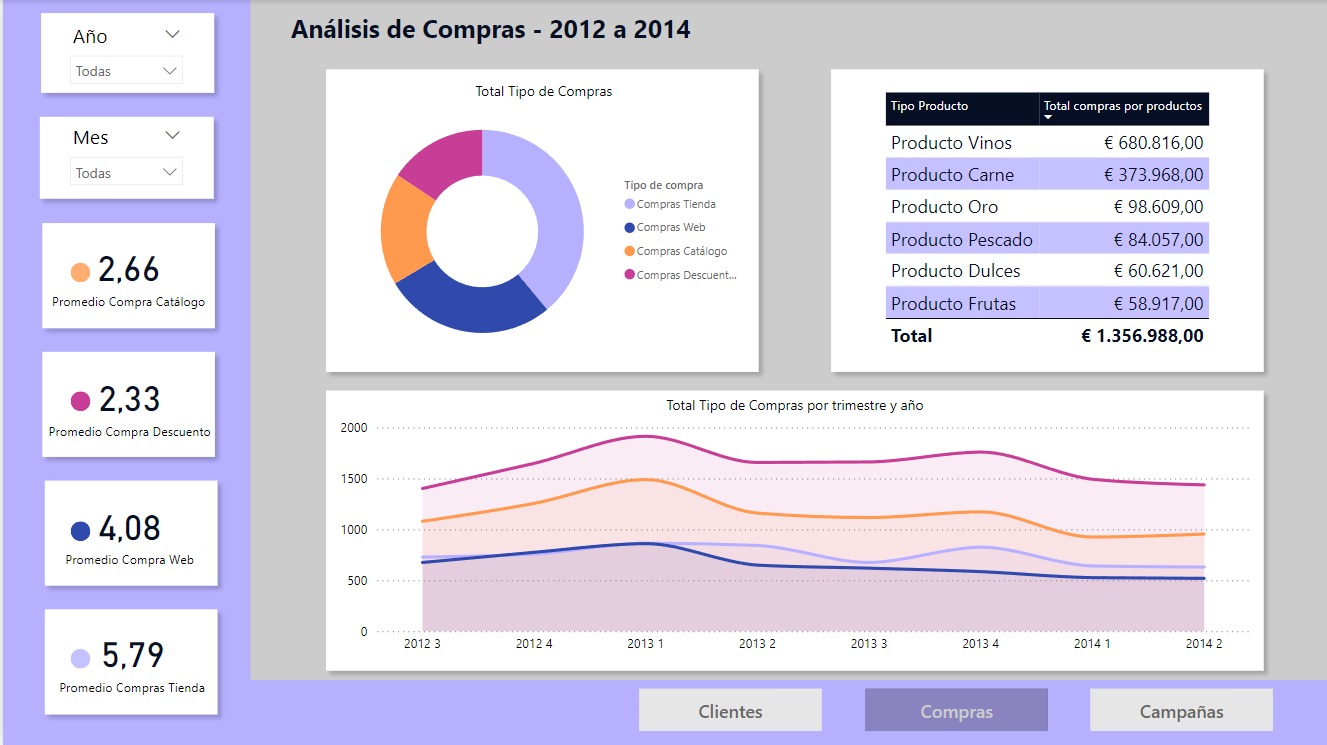 Análisis de Compras - 2012 a 2014
Año
Todas
Mes
Todas
2,66
Promedio Compra Catálogo
2,33
Promedio Compra Descuento
4,08
Promedio Compra Web
5,79
Promedio Compras Tienda
Total Tipo de Compras
Tipo de compra
Compras Tienda
Compras Web
Compras Catálogo
Compras Descuent...
Tipo Producto Total compras por productos
Producto Vinos € 680.816,00
Producto Carne € 373.968,00
Producto Oro € 98.609,00
Producto Pescado € 84.057,00
Producto Dulces € 60.621,00
Producto Frutas € 58.917,00
Total € 1.356.988,00
Total Tipo de Compras por trimestre y año
2000
1500
1000
500
0
2012 3 2012 4 2013 1 2013 2 2013 3 2013 4 2014 1 2014 2
Clientes Compras Campañas